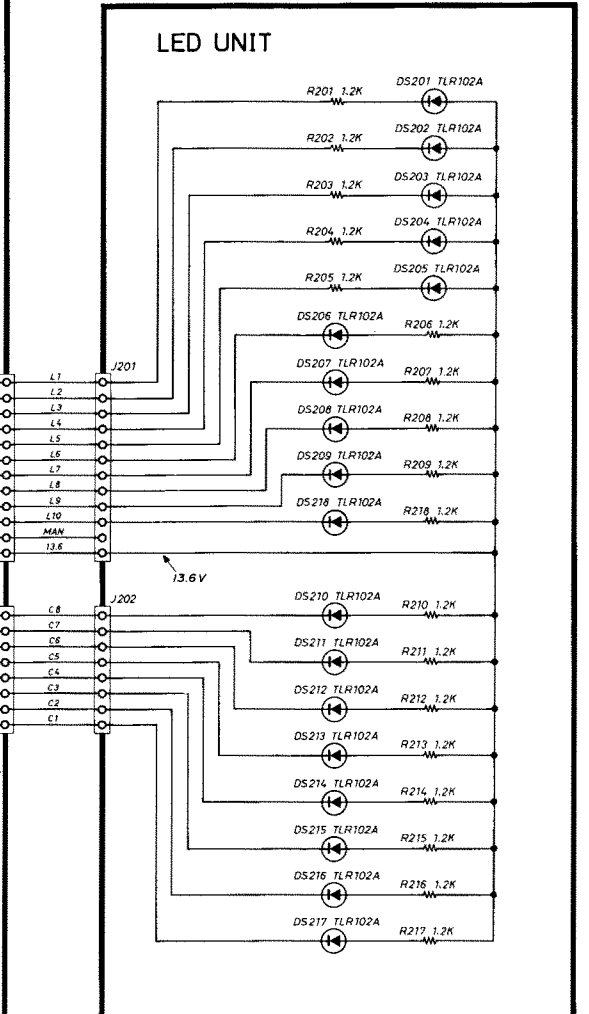 LED UNIT
R201 1.2K DS201 TLR102A
R202 1.2K DS202 TLR102A
R203 1.2K DS203 TLR102A
R204 1.2K DS204 TLR102A
R205 1.2K DS205 TLR102A
DS206 TLR102A R206 1.2K
DS207 TLR102A R207 1.2K
DS208 TLR102A R208 1.2K
DS209 TLR102A R209 1.2K
DS218 TLR102A R218 1.2K
J201
L1
L2
L3
L4
L5
L6
L7
L8
L9
L10
MAN
13.6
13.6V
J202
C8
C7
C6
C5
C4
C3
C2
C1
DS210 TLR102A R210 1.2K
DS211 TLR102A R211 1.2K
DS212 TLR102A R212 1.2K
DS213 TLR102A R213 1.2K
DS214 TLR102A R214 1.2K
DS215 TLR102A R215 1.2K
DS216 TLR102A R216 1.2K
DS217 TLR102A R217 1.2K